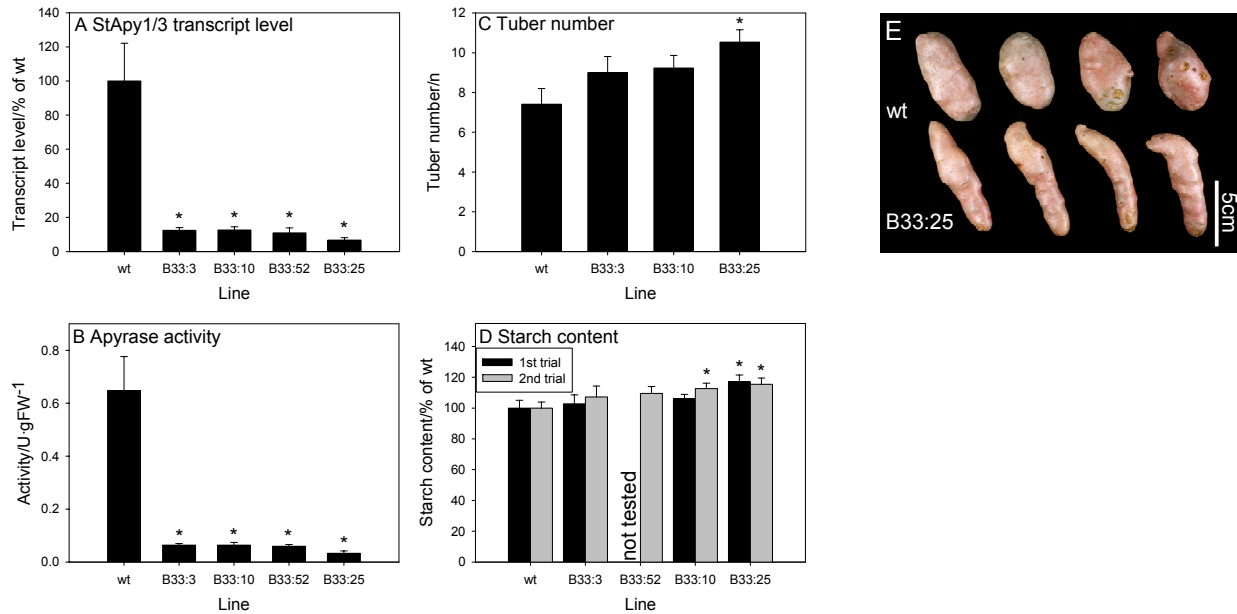 A StApy1/3 transcript level
Transcript level/% of wt
140
120
100
80
60
40
20
0
*
*
*
*
wt
B33:3
B33:10
B33:52
B33:25
Line
C Tuber number
Tuber number/n
12
10
8
6
4
2
0
*
wt
B33:3
B33:10
B33:25
Line
E
wt
B33:25
5cm
B Apyrase activity
Activity/U·gFW⁻¹
0.8
0.6
0.4
0.2
0.0
*
*
*
*
wt
B33:3
B33:10
B33:52
B33:25
Line
D Starch content
1st trial
2nd trial
Starch content/% of wt
140
120
100
80
60
40
20
0
not tested
*
*
*
wt
B33:3
B33:52
B33:10
B33:25
Line